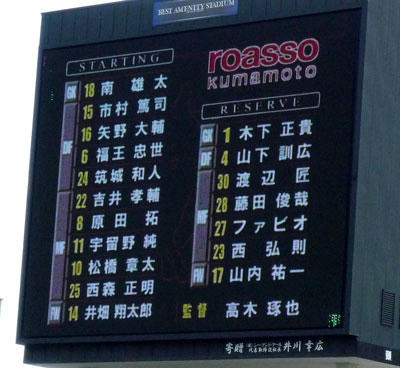 BEST AMENITY STADIUM
STARTING
GK 18 南 雄太
15 市村 篤司
16 矢野 大輔
DF 6 福王 忠世
24 筑城 和人
22 吉井 孝輔
8 原田 拓
MF 11 宇留野 純
10 松橋 章太
25 西森 正明
FW 14 井畑 翔太郎
roasso
kumamoto
RESERVE
GK 1 木下 正貴
DF 4 山下 訓広
30 渡辺 匠
28 藤田 俊哉
MF 27 ファビオ
23 西 弘則
FW 17 山内 祐一
監督 高木 琢也
寄贈 井川 幸広